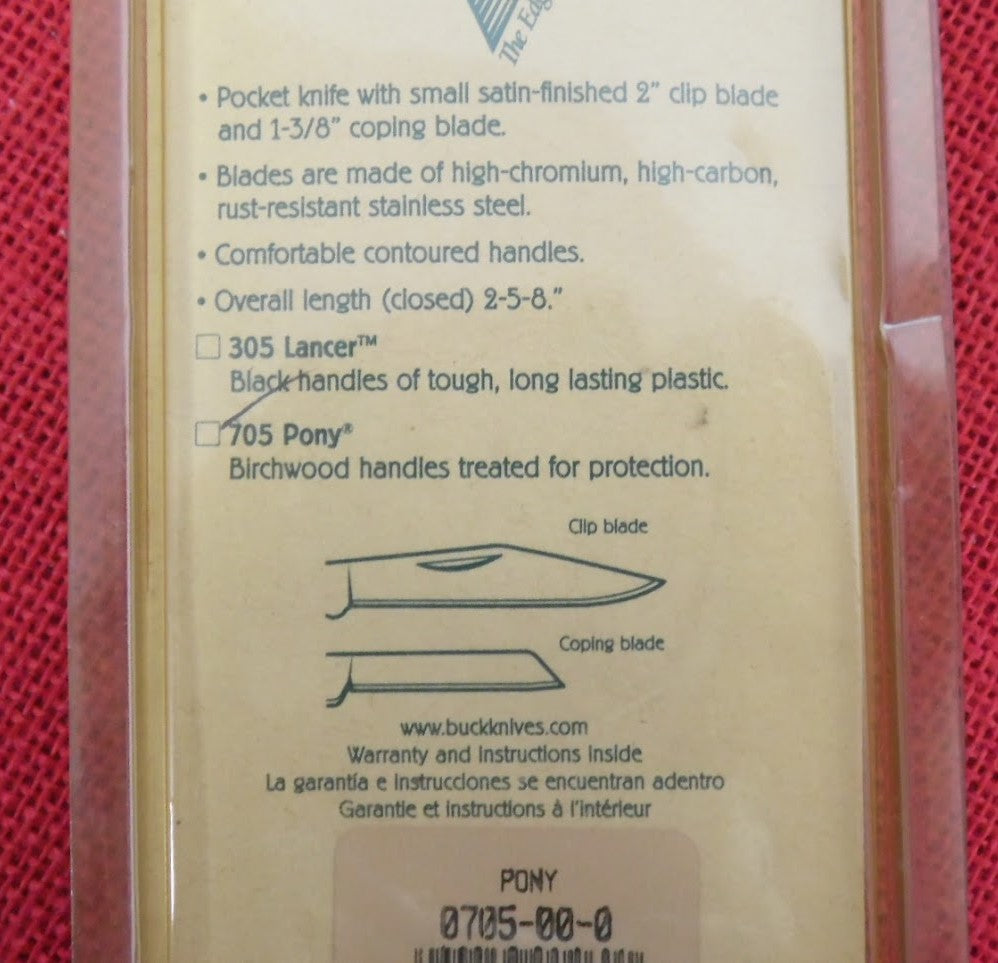 The Edg
• Pocket knife with small satin-finished 2” clip blade
and 1-3/8” coping blade.
• Blades are made of high-chromium, high-carbon,
rust-resistant stainless steel.
• Comfortable contoured handles.
• Overall length (closed) 2-5-8.”
305 Lancer™
Black handles of tough, long lasting plastic.
705 Pony®
Birchwood handles treated for protection.
Clip blade
Coping blade
www.buckknives.com
Warranty and Instructions Inside
La garantía e Instrucciones se encuentran adentro
Garantie et instructions à l’intérieur
PONY
0705-00-0